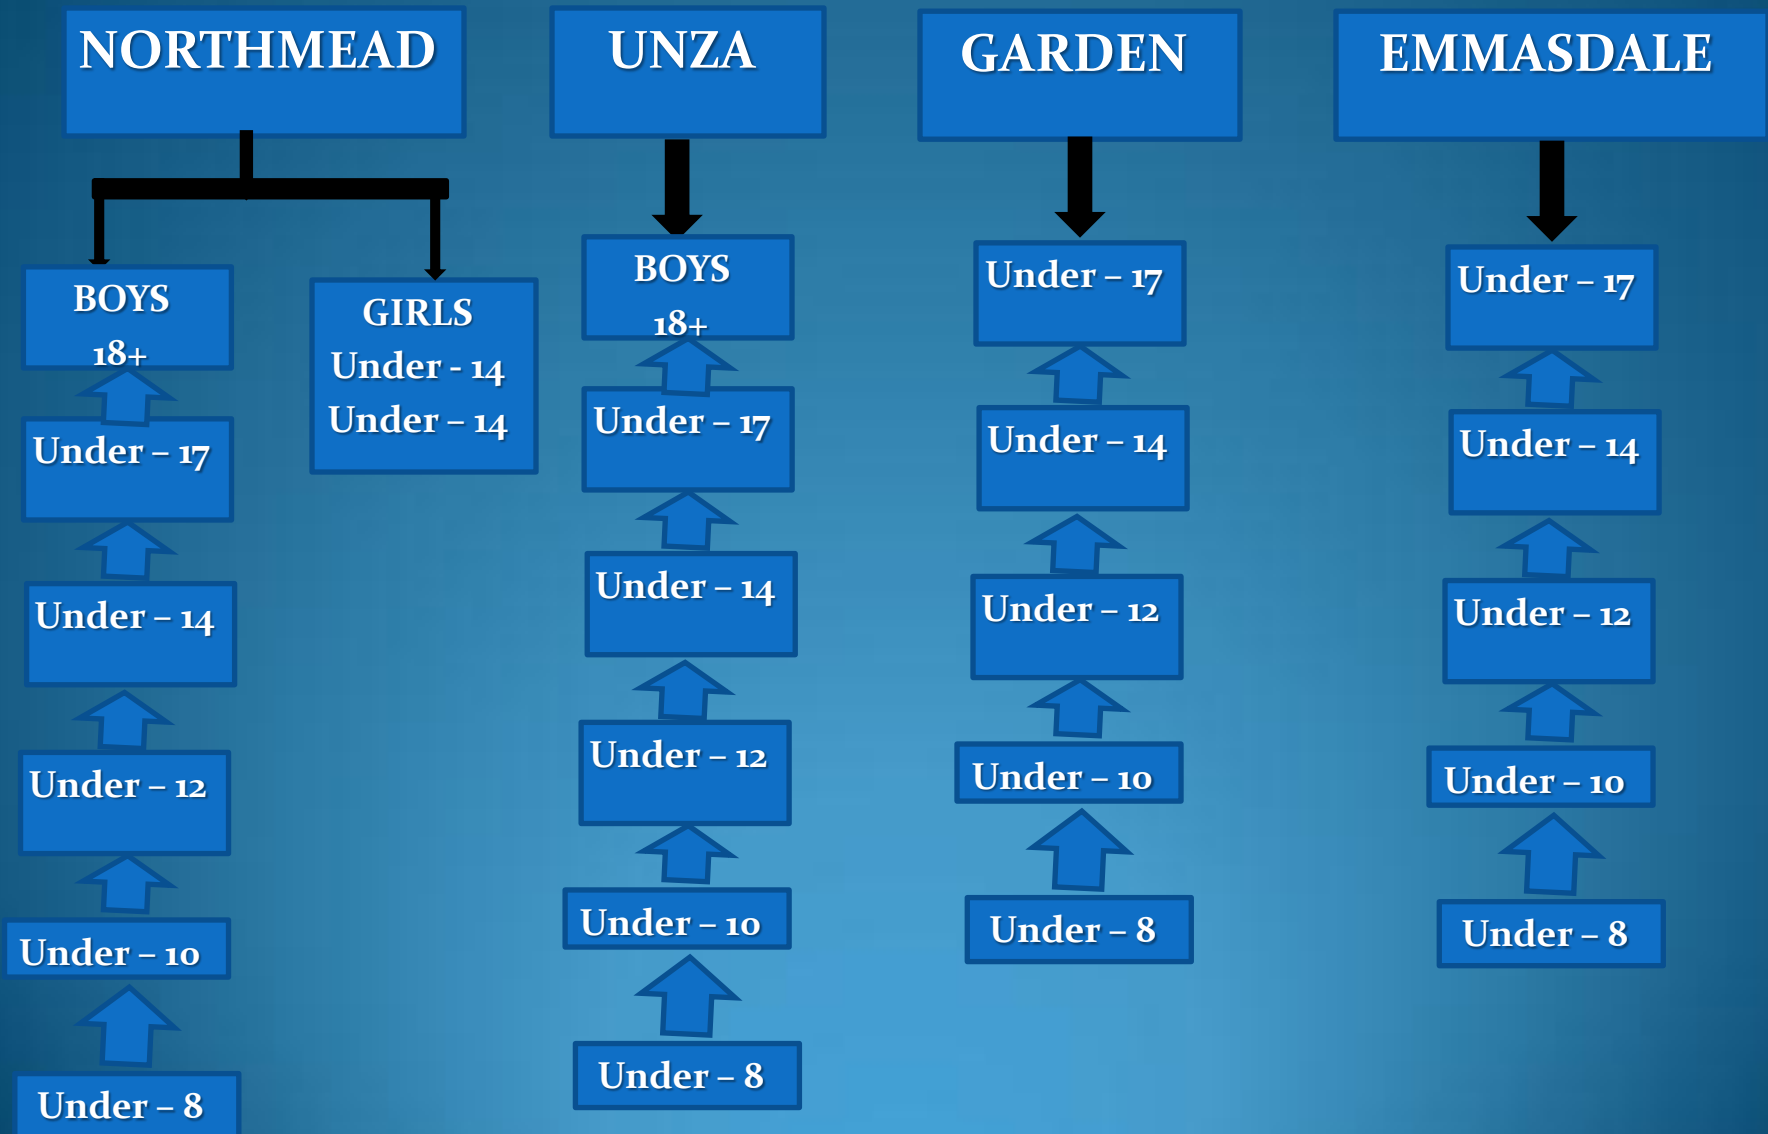 NORTHMEAD
BOYS
18+
Under – 17
Under – 14
Under – 12
Under – 10
Under – 8
GIRLS
Under - 14
Under – 14
UNZA
BOYS
18+
Under – 17
Under – 14
Under – 12
Under – 10
Under – 8
GARDEN
Under – 17
Under – 14
Under – 12
Under – 10
Under – 8
EMMASDALE
Under – 17
Under – 14
Under – 12
Under – 10
Under – 8